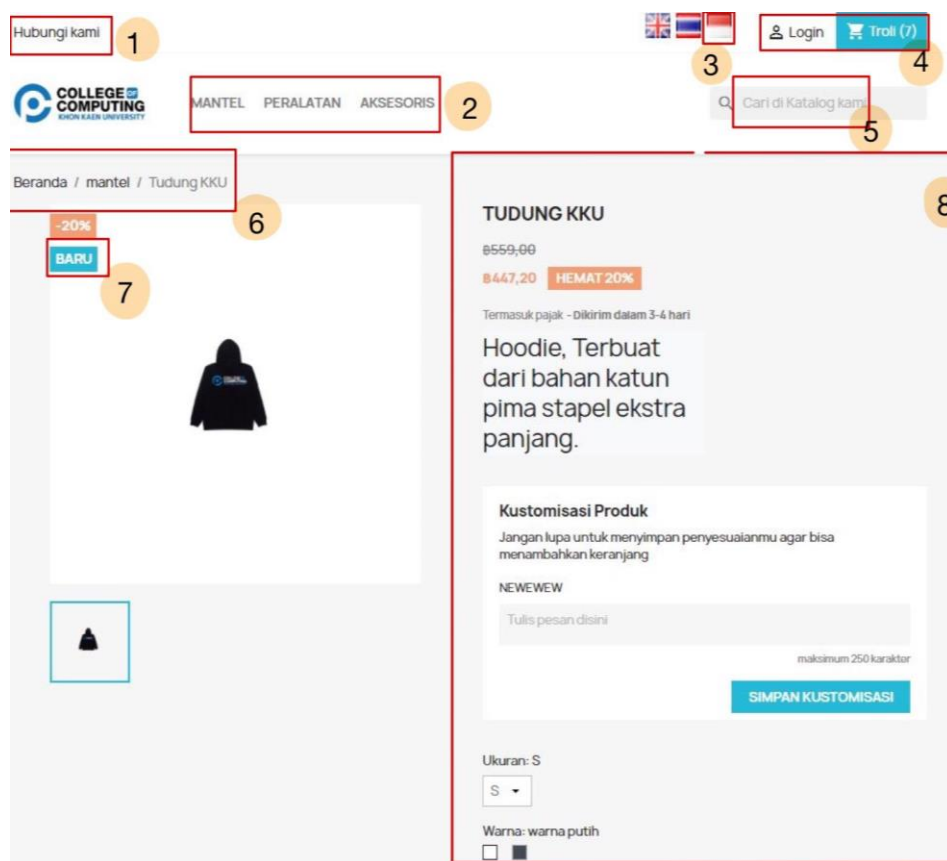 Hubungi kami
1
3
Login
Troli (7)
4
COLLEGE OF
COMPUTING
KHON KAEN UNIVERSITY
MANTEL PERALATAN AKSESORIS
2
Cari di Katalog kami
5
Beranda / mantel / Tudung KKU
6
-20%
BARU
7
COLLEGE OF
COMPUTING
8
TUDUNG KKU
฿559,00
฿447,20 HEMAT 20%
Termasuk pajak - Dikirim dalam 3-4 hari
Hoodie, Terbuat
dari bahan katun
pima stapel ekstra
panjang.
Kustomisasi Produk
Jangan lupa untuk menyimpan penyesuaianmu agar bisa
menambahkan keranjang
NEWEWEW
Tulis pesan disini
maksimum 250 karaktor
SIMPAN KUSTOMISASI
Ukuran: S
S
Warna: warna putih